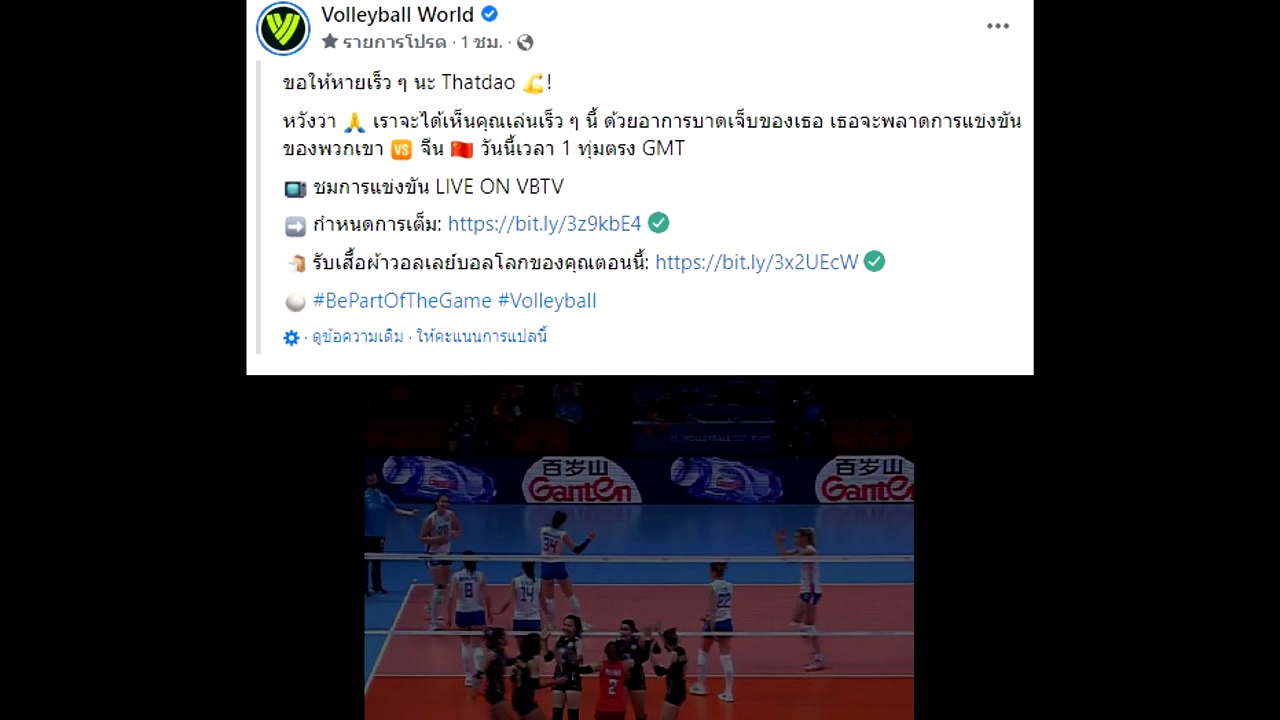 Volleyball World
รายการโปรด · 1 ชม. ·
ขอให้หายเร็ว ๆ นะ Thatdao 💪!
หวังว่า 🙏 เราจะได้เห็นคุณเล่นเร็ว ๆ นี้ ด้วยอาการบาดเจ็บของเธอ เธอจะพลาดการแข่งขัน
ของพวกเขา 🆚 จีน 🇨🇳 วันนี้เวลา 1 ทุ่มตรง GMT
📺 ชมการแข่งขัน LIVE ON VBTV
➡️ กำหนดการเต็ม: https://bit.ly/3z9kbE4
รับเสื้อผ้าวอลเลย์บอลโลกของคุณตอนนี้: https://bit.ly/3x2UEcW
#BePartOfTheGame #Volleyball
· ดูข้อความเดิม · ให้คะแนนการแปลนี้
VOLLEYBALL
百岁山 百岁山
Ganten Ganten
34
8 14 22
2